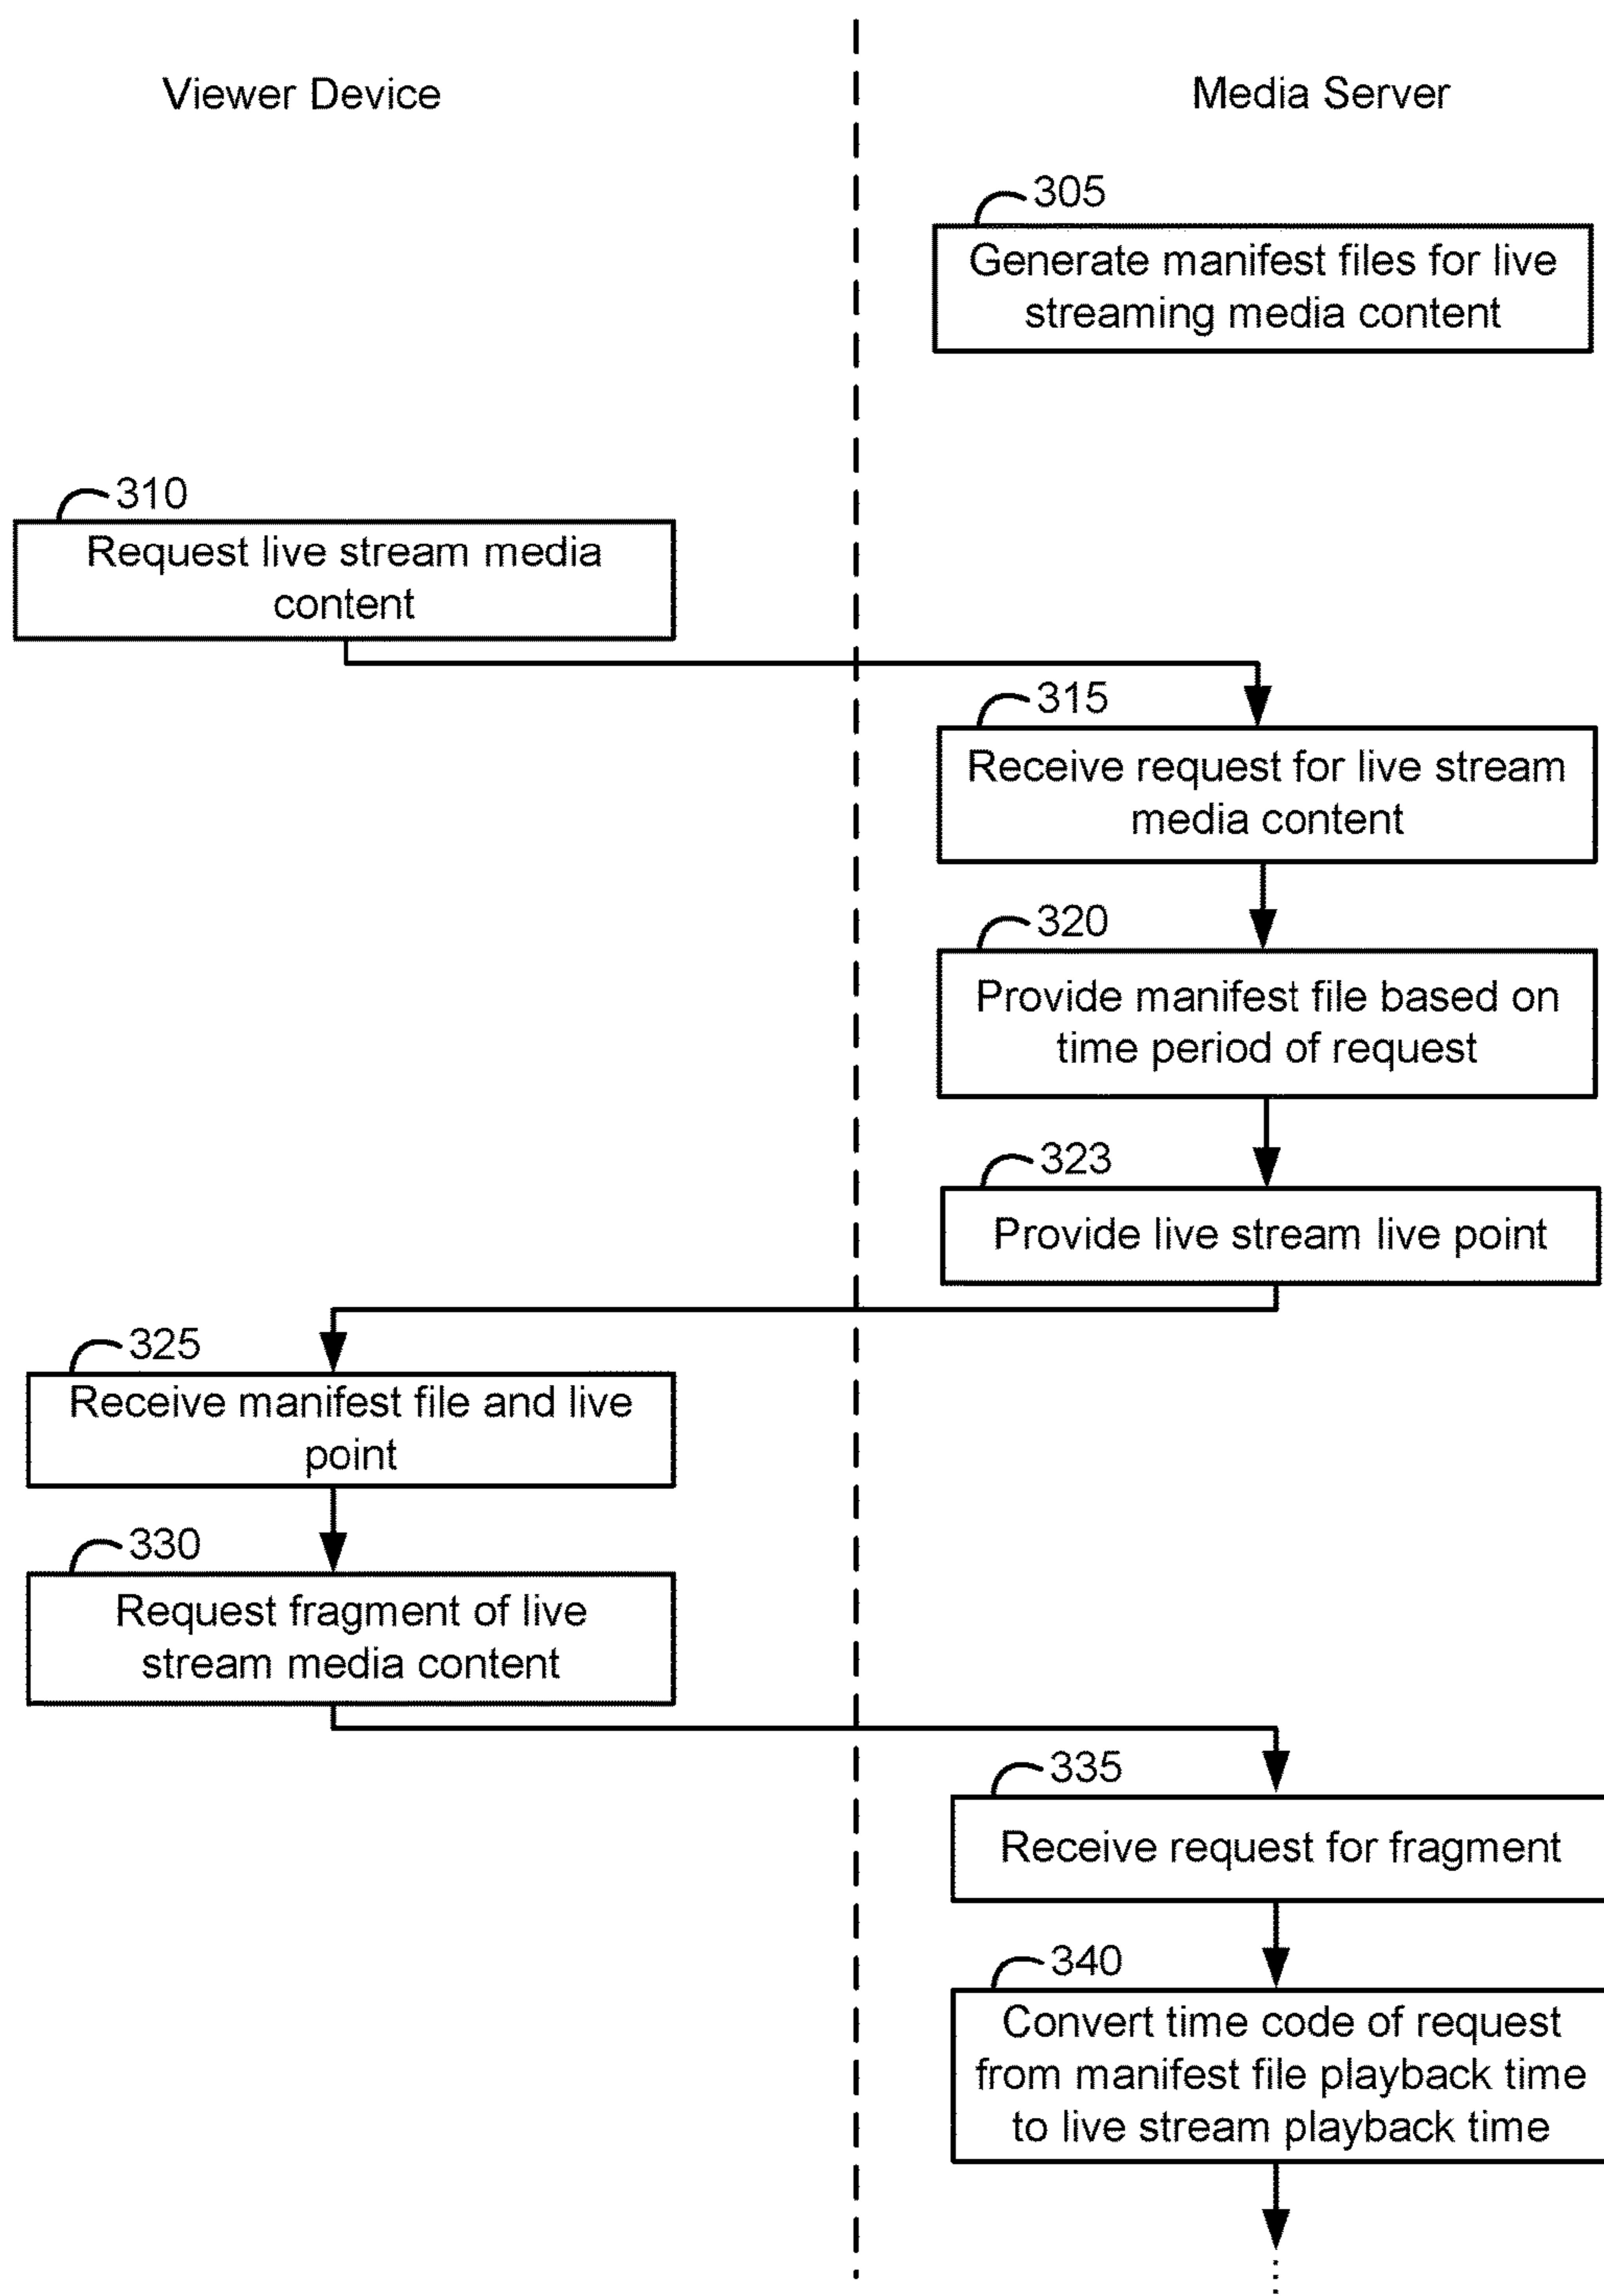 Viewer Device
Media Server
305
Generate manifest files for live
streaming media content
310
Request live stream media
content
315
Receive request for live stream
media content
320
Provide manifest file based on
time period of request
323
Provide live stream live point
325
Receive manifest file and live
point
330
Request fragment of live
stream media content
335
Receive request for fragment
340
Convert time code of request
from manifest file playback time
to live stream playback time